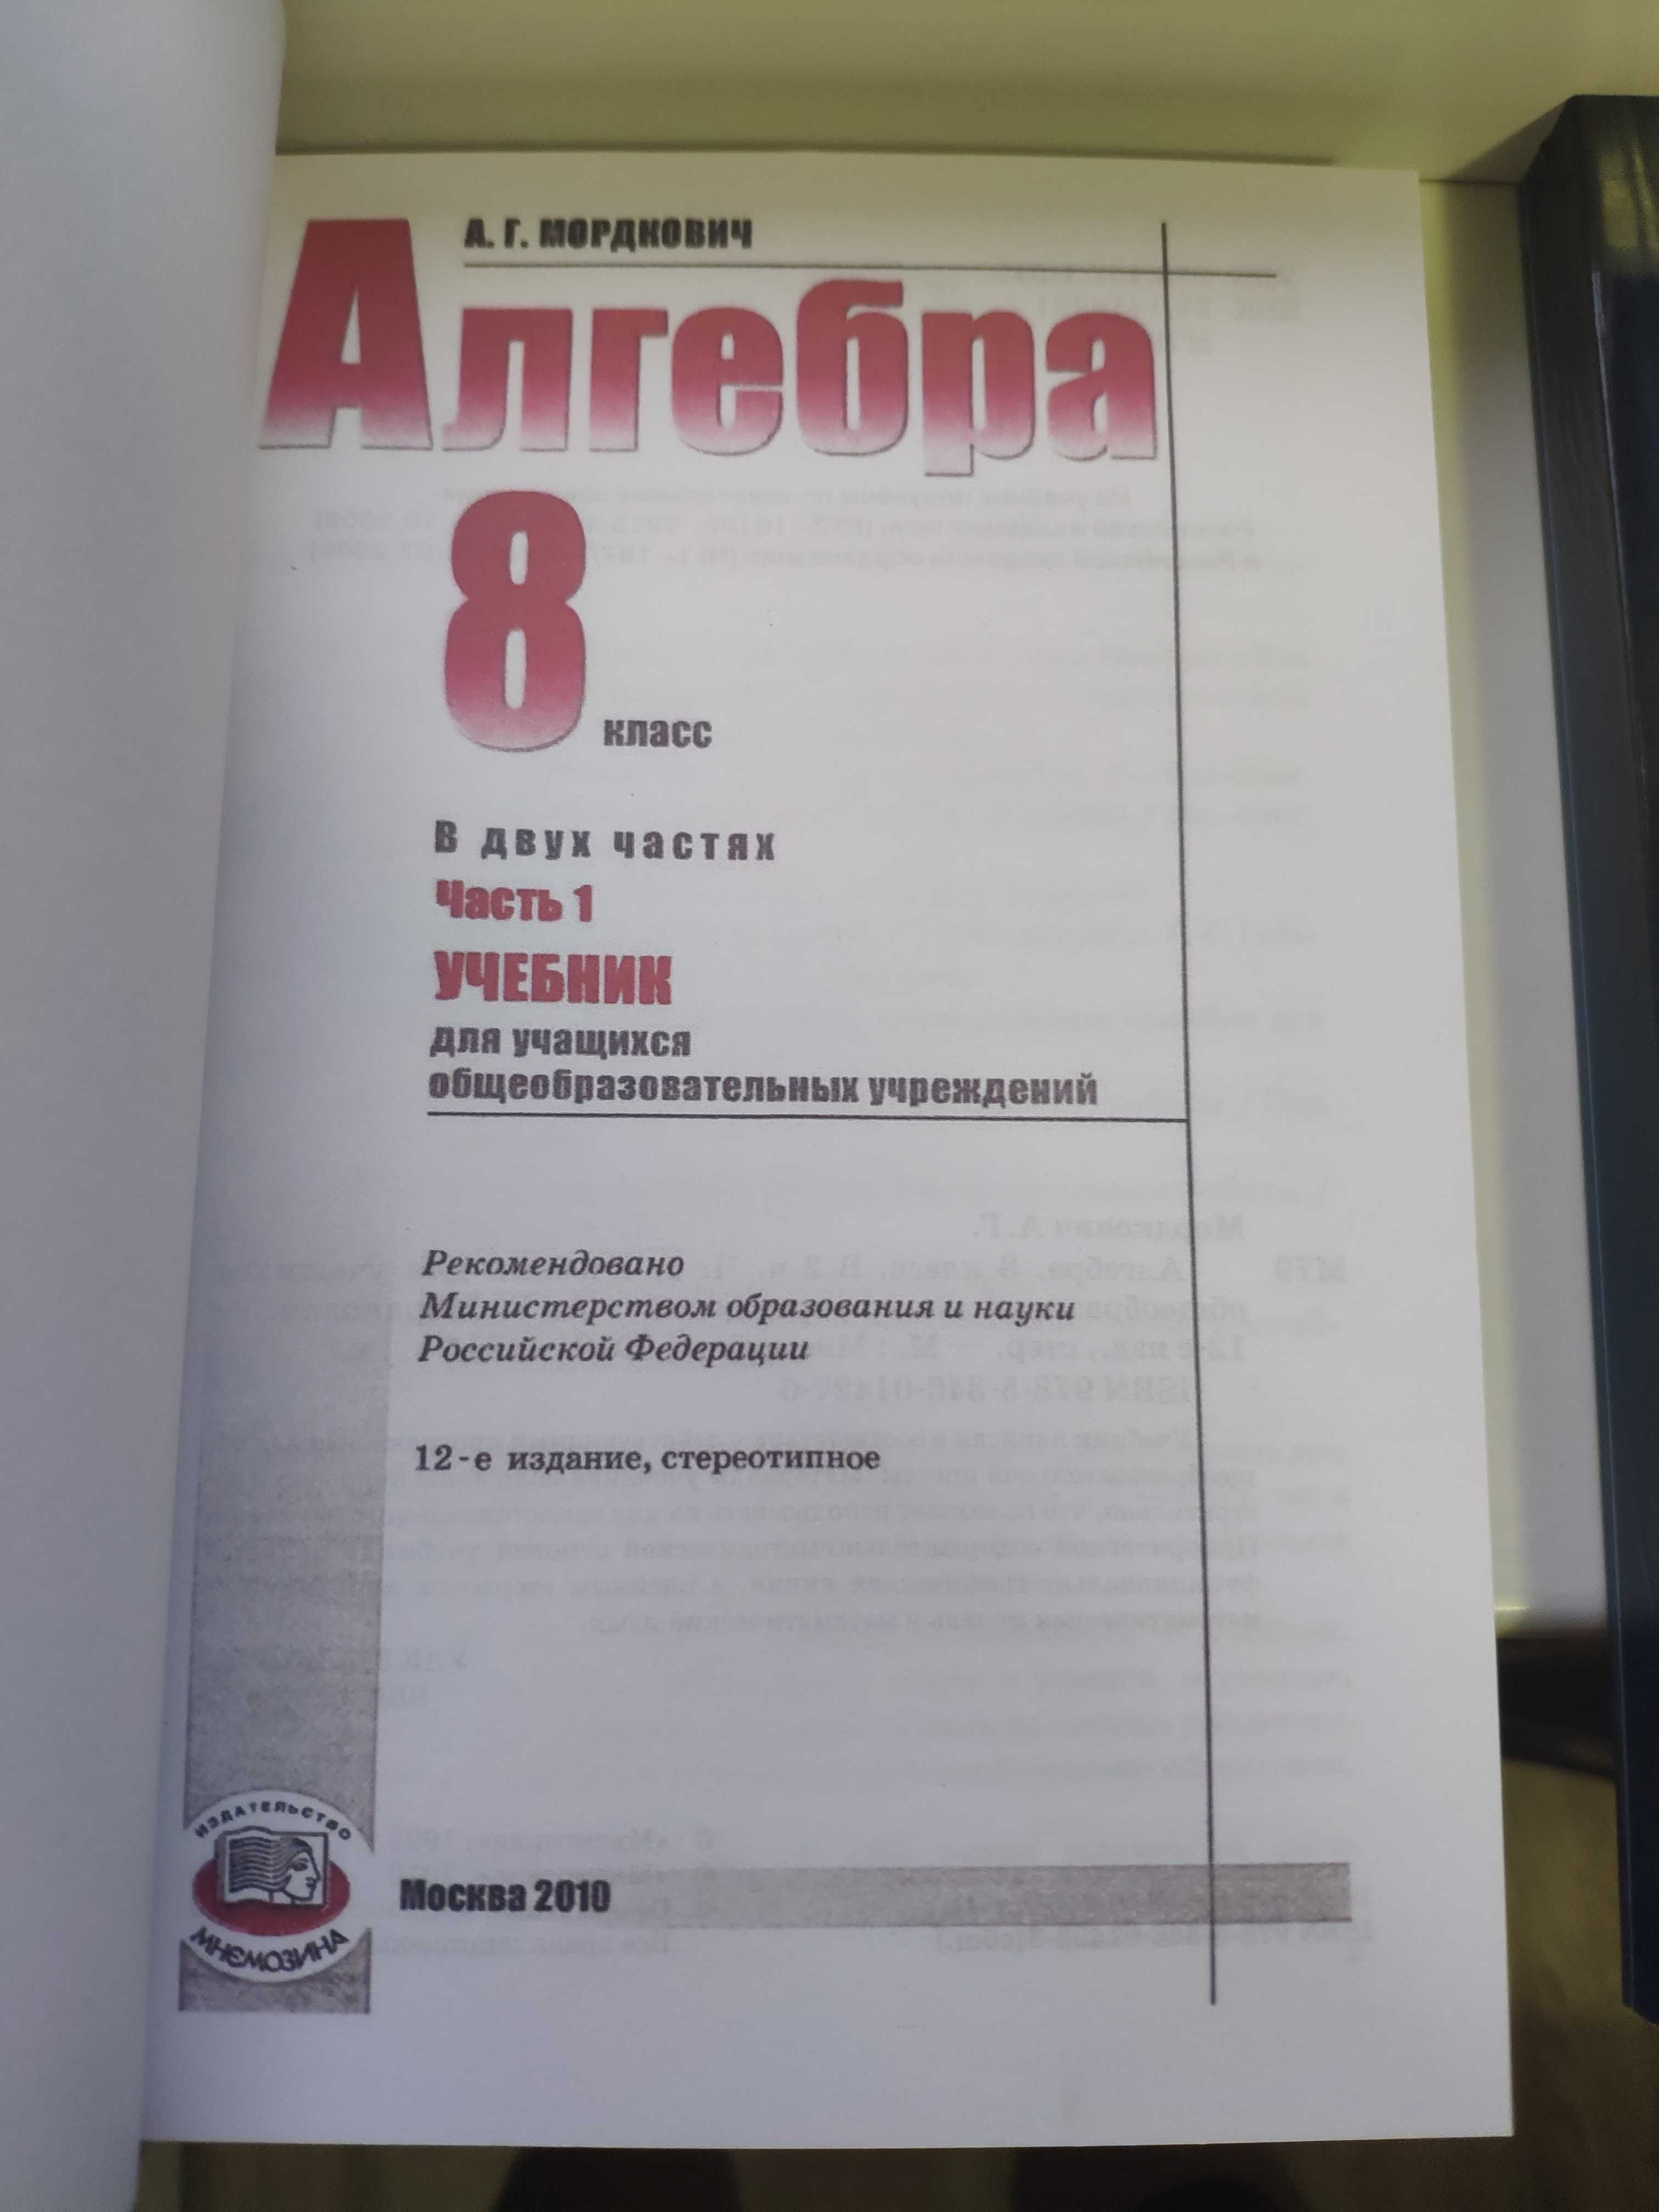 А. Г. МОРДКОВИЧ
Алгебра
8
класс
В двух частях
Часть 1
УЧЕБНИК
для учащихся
общеобразовательных учреждений
Рекомендовано
Министерством образования и науки
Российской Федерации
12-е издание, стереотипное
ИЗДАТЕЛЬСТВО
МНЕМОЗИНА
Москва 2010